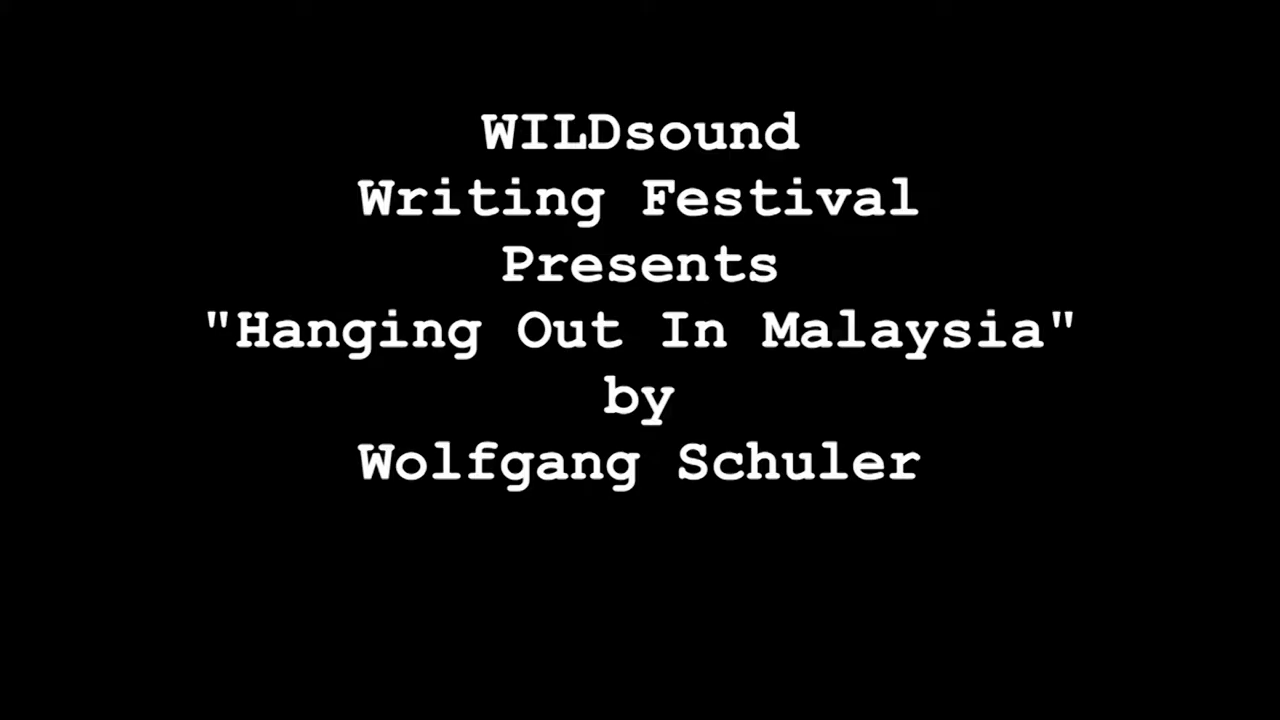 WILDsound
Writing Festival
Presents
"Hanging Out In Malaysia"
by
Wolfgang Schuler